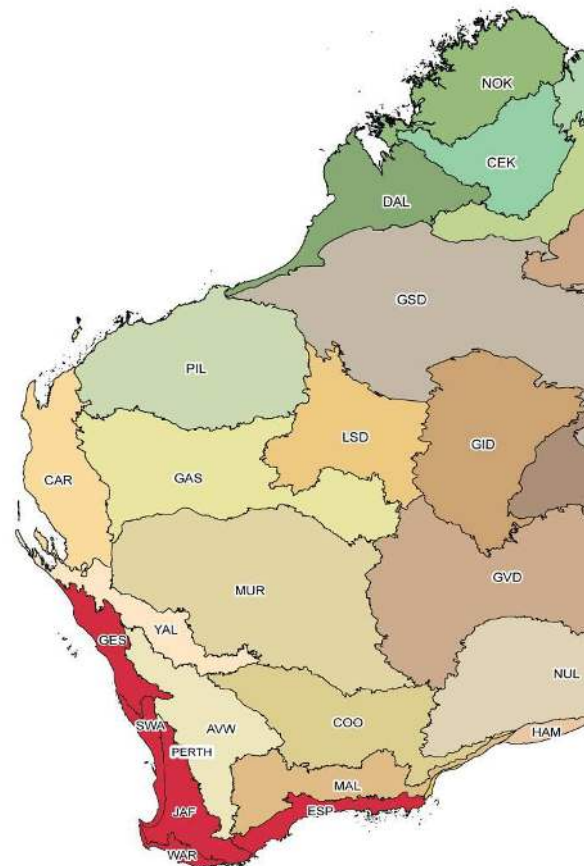 NOK
CEK
DAL
GSD
PIL
LSD
GID
CAR
GAS
GVD
MUR
YAL
GES
NUL
SWA
AVW
COO
HAM
PERTH
MAL
JAF
ESP
WAR